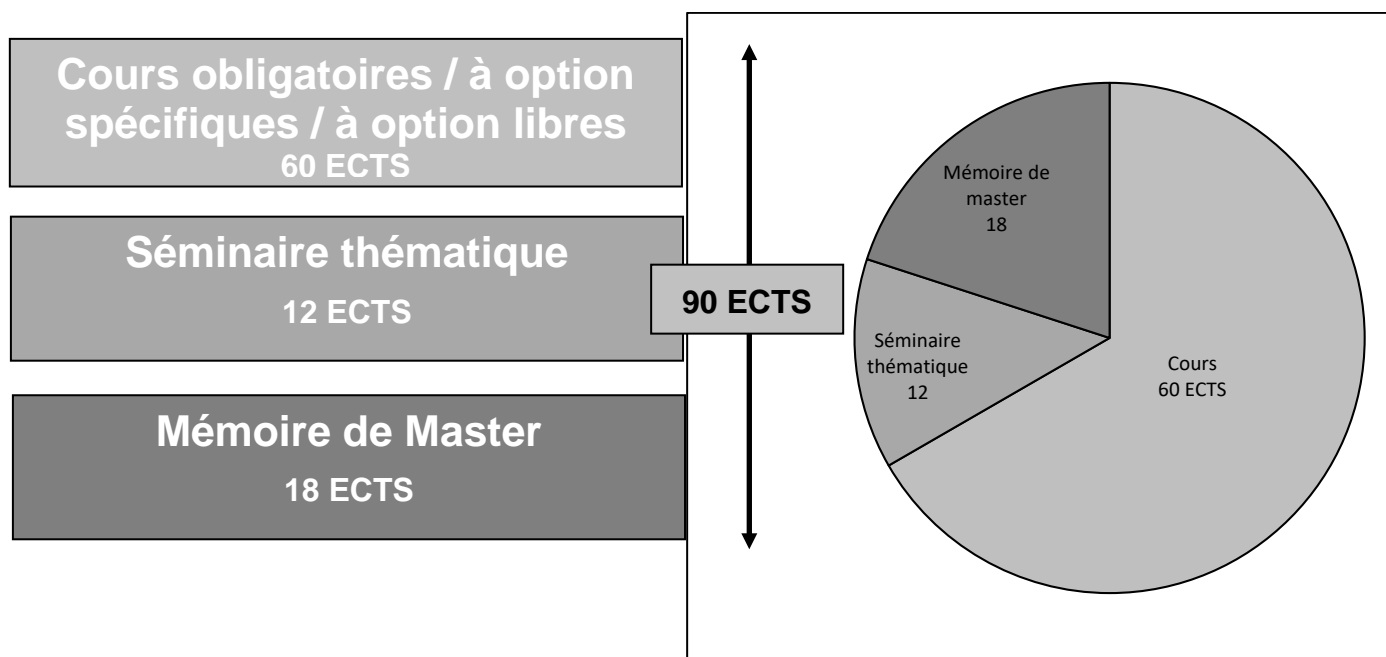 Cours obligatoires / à option
spécifiques / à option libres
60 ECTS
Séminaire thématique
12 ECTS
Mémoire de Master
18 ECTS
90 ECTS
Mémoire de
master
18
Séminaire
thématique
12
Cours
60 ECTS